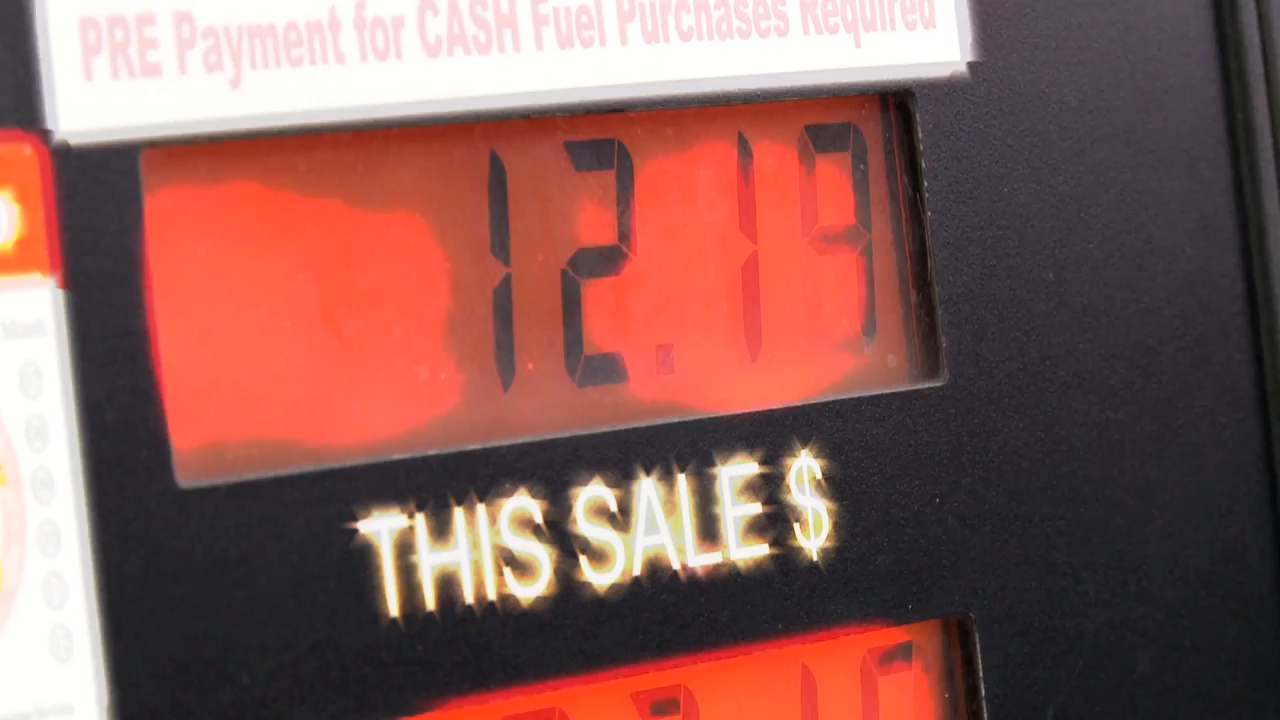 PRE Payment for CASH Fuel Purchases Required
12.19
THIS SALE $